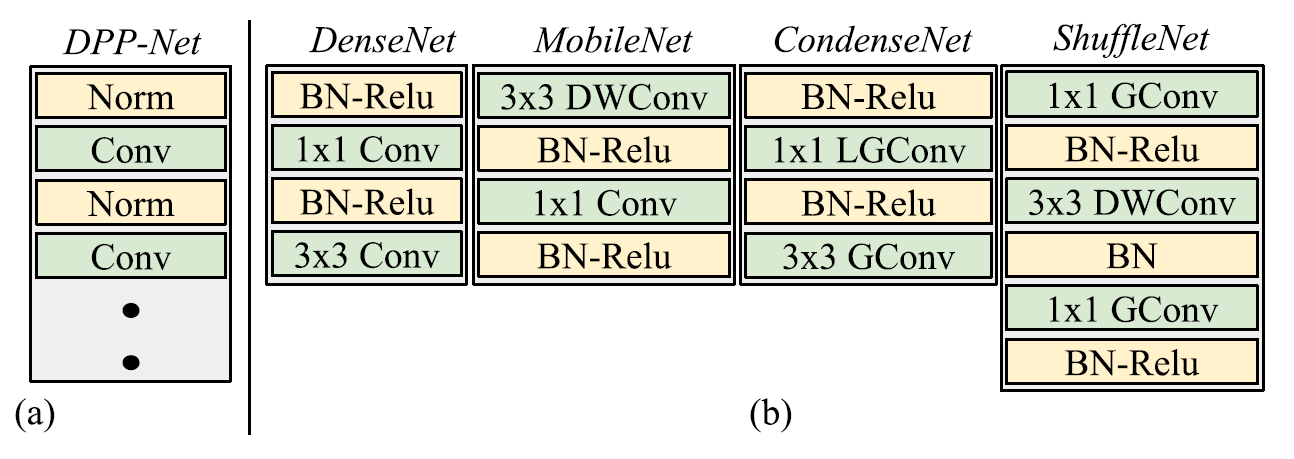 DPP-Net
Norm
Conv
Norm
Conv
(a)
DenseNet
BN-Relu
1x1 Conv
BN-Relu
3x3 Conv
MobileNet
3x3 DWConv
BN-Relu
1x1 Conv
BN-Relu
CondenseNet
BN-Relu
1x1 LGConv
BN-Relu
3x3 GConv
ShuffleNet
1x1 GConv
BN-Relu
3x3 DWConv
BN
1x1 GConv
BN-Relu
(b)